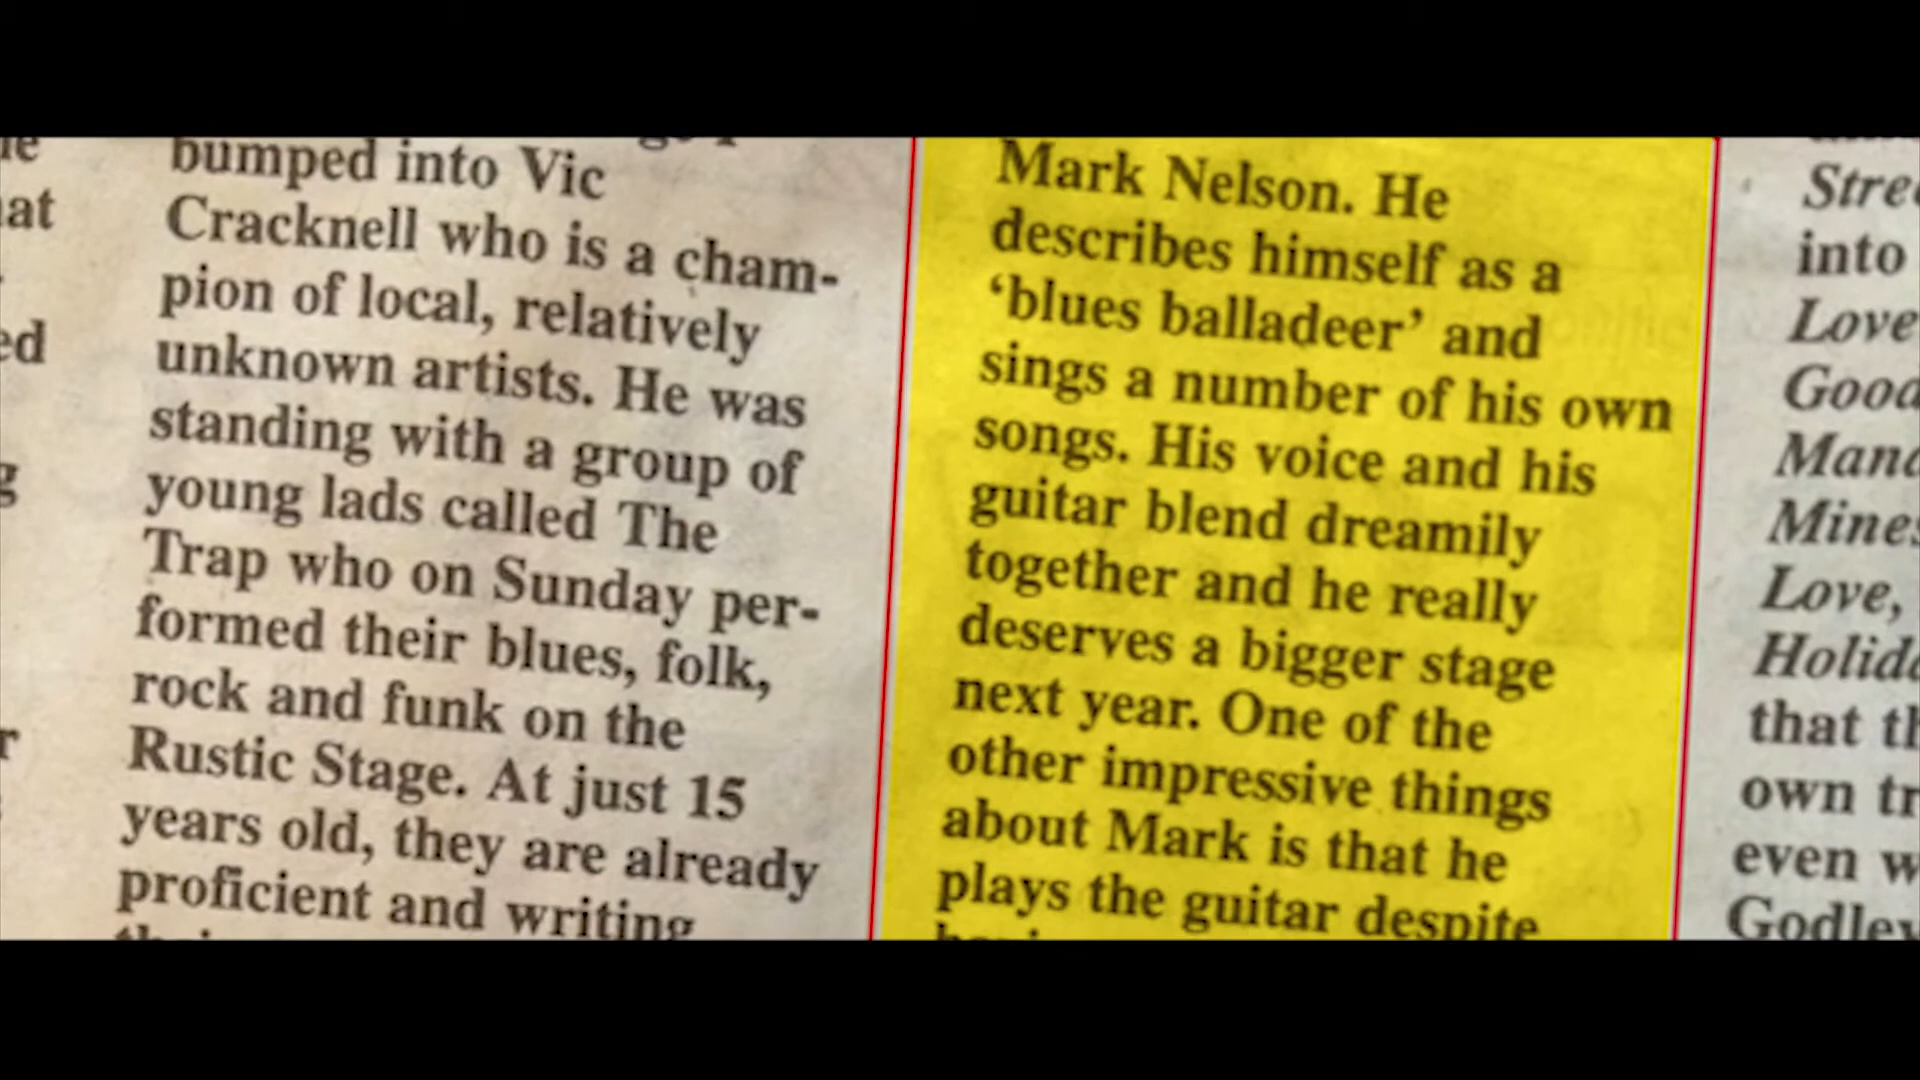 at
ed
g
r
bumped into Vic
Cracknell who is a cham-
pion of local, relatively
unknown artists. He was
standing with a group of
young lads called The
Trap who on Sunday per-
formed their blues, folk,
rock and funk on the
Rustic Stage. At just 15
years old, they are already
proficient and writing
Mark Nelson. He
describes himself as a
‘blues balladeer’ and
sings a number of his own
songs. His voice and his
guitar blend dreamily
together and he really
deserves a bigger stage
next year. One of the
other impressive things
about Mark is that he
plays the guitar despite
Stre
into
Love
Good
Mines
Love,
Holida
that th
own tr
even w
Godley